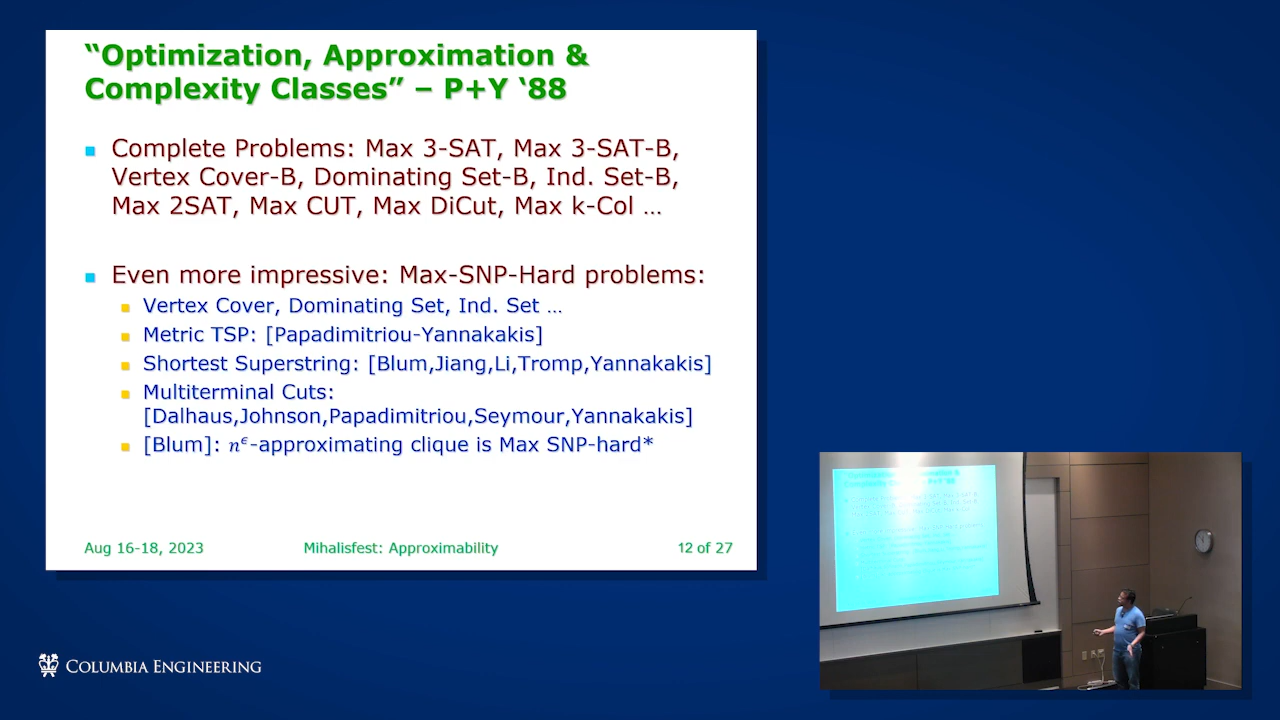 “Optimization, Approximation &
Complexity Classes” – P+Y ‘88
Complete Problems: Max 3-SAT, Max 3-SAT-B,
Vertex Cover-B, Dominating Set-B, Ind. Set-B,
Max 2SAT, Max CUT, Max DiCut, Max k-Col …
Even more impressive: Max-SNP-Hard problems:
Vertex Cover, Dominating Set, Ind. Set …
Metric TSP: [Papadimitriou-Yannakakis]
Shortest Superstring: [Blum,Jiang,Li,Tromp,Yannakakis]
Multiterminal Cuts:
[Dalhaus,Johnson,Papadimitriou,Seymour,Yannakakis]
[Blum]: n^ϵ-approximating clique is Max SNP-hard*
Aug 16-18, 2023
Mihalisfest: Approximability
12 of 27
COLUMBIA ENGINEERING